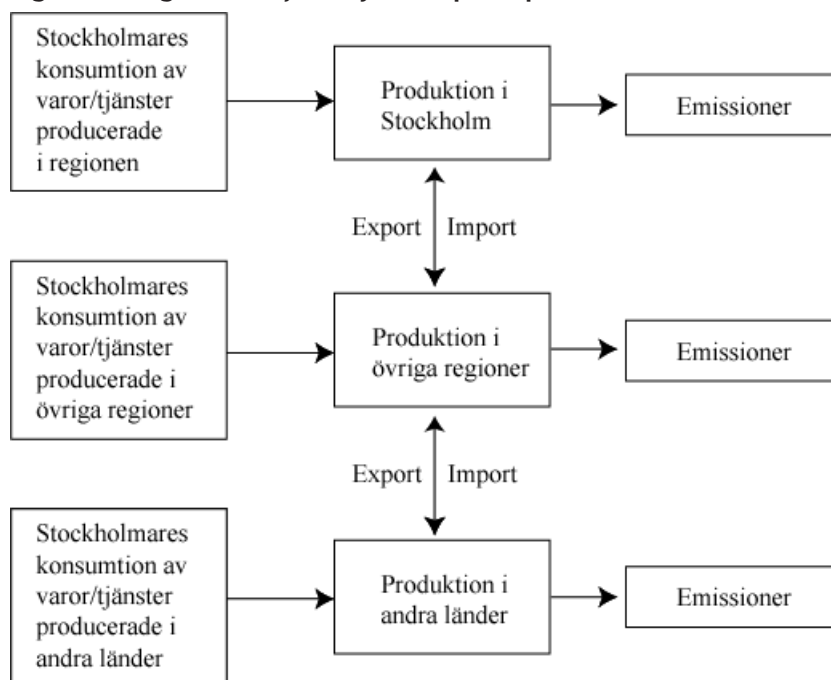 Stockholmares
konsumtion av
varor/tjänster
producerade
i regionen
Produktion i
Stockholm
Emissioner
Export
Import
Stockholmares
konsumtion av
varor/tjänster
producerade i
övriga regioner
Produktion i
övriga regioner
Emissioner
Export
Import
Stockholmares
konsumtion av
varor/tjänster
producerade i
andra länder
Produktion i
andra länder
Emissioner